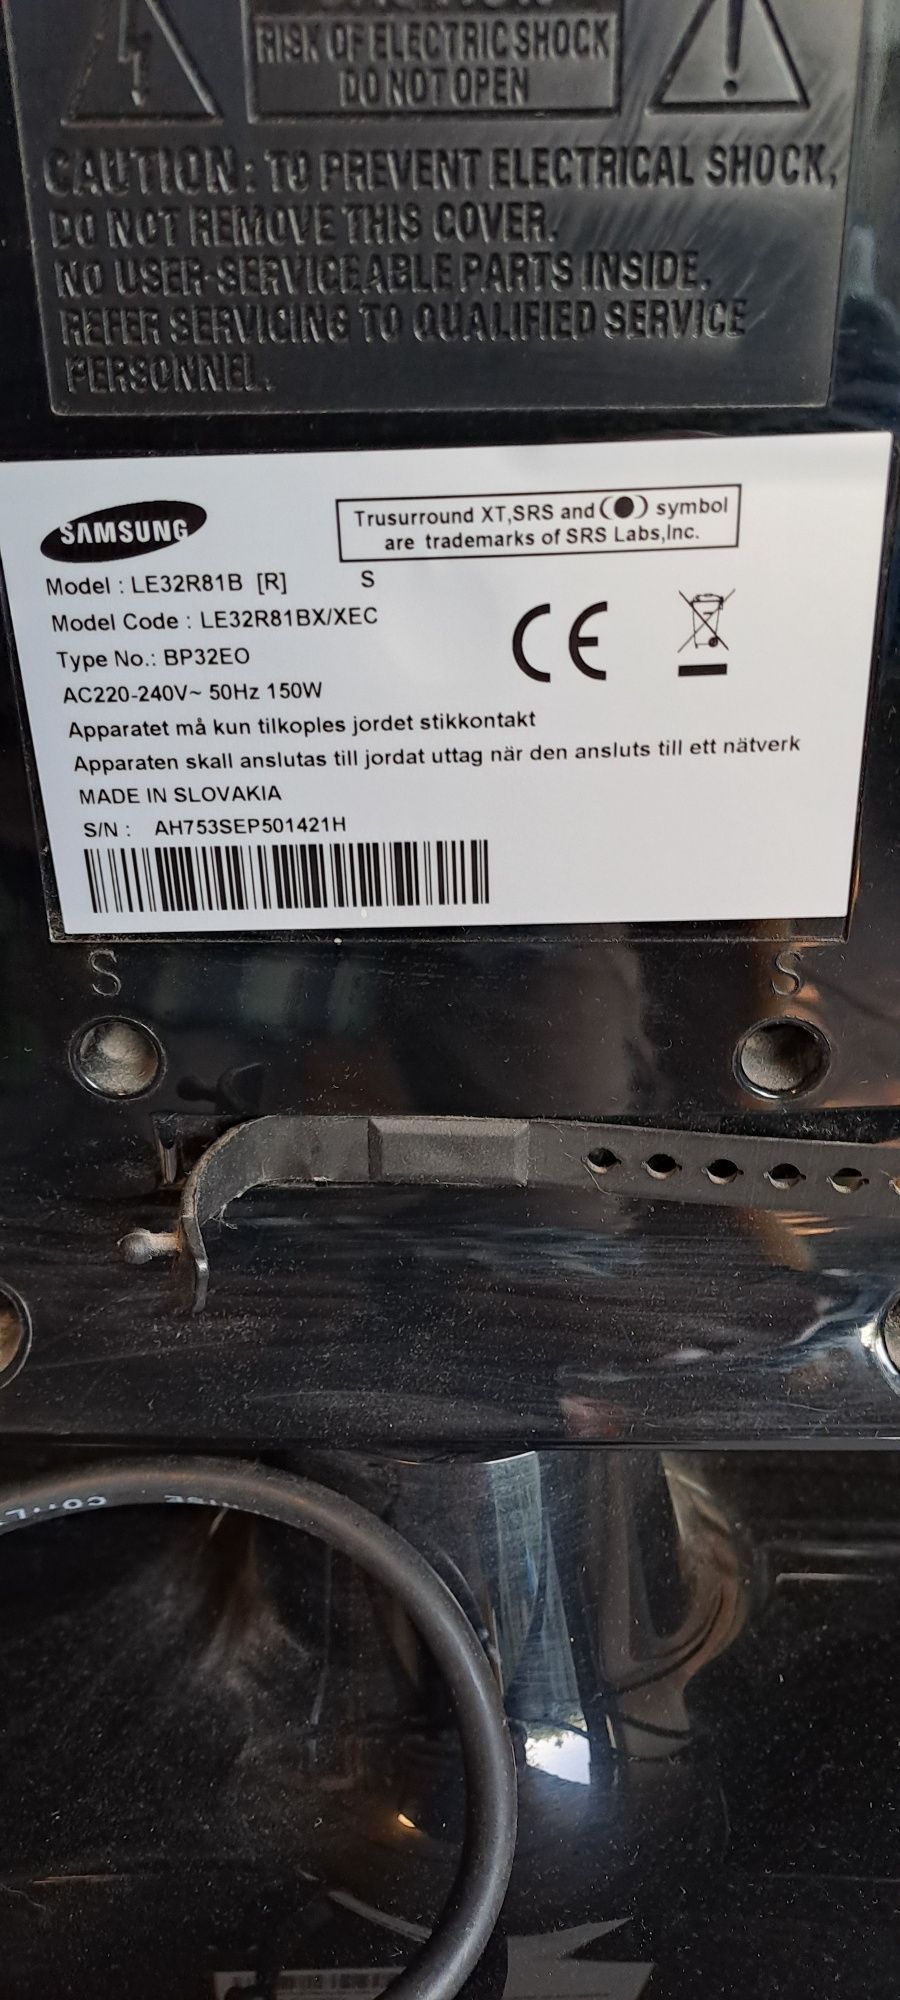 RISK OF ELECTRIC SHOCK
DO NOT OPEN
CAUTION: TO PREVENT ELECTRICAL SHOCK,
DO NOT REMOVE THIS COVER.
NO USER-SERVICEABLE PARTS INSIDE.
REFER SERVICING TO QUALIFIED SERVICE
PERSONNEL.
SAMSUNG
Trusurround XT,SRS and (●) symbol
are trademarks of SRS Labs,Inc.
Model : LE32R81B [R] S
Model Code : LE32R81BX/XEC
Type No.: BP32EO
AC220-240V~ 50Hz 150W
CE
Apparatet må kun tilkoples jordet stikkontakt
Apparaten skall anslutas till jordat uttag när den ansluts till ett nätverk
MADE IN SLOVAKIA
S/N : AH753SEP501421H
S S